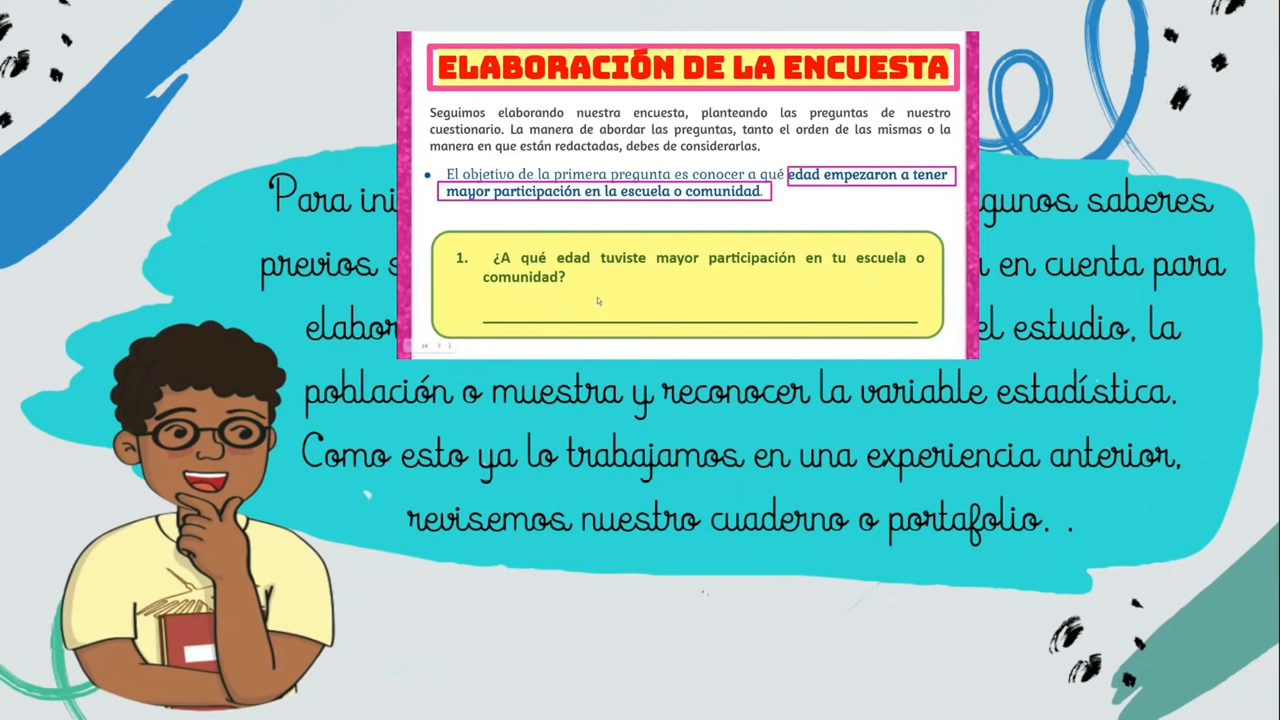 ELABORACIÓN DE LA ENCUESTA
Seguimos elaborando nuestra encuesta, planteando las preguntas de nuestro
cuestionario. La manera de abordar las preguntas, tanto el orden de las mismas o la
manera en que están redactadas, debes de considerarlas.
• El objetivo de la primera pregunta es conocer a qué edad empezaron a tener
mayor participación en la escuela o comunidad.
1. ¿A qué edad tuviste mayor participación en tu escuela o
comunidad?
Para saberes
previos en cuenta para
estudio, la
población o muestra y reconocer la variable estadística.
Como esto ya lo trabajamos en una experiencia anterior,
revisemos nuestro cuaderno o portafolio. .